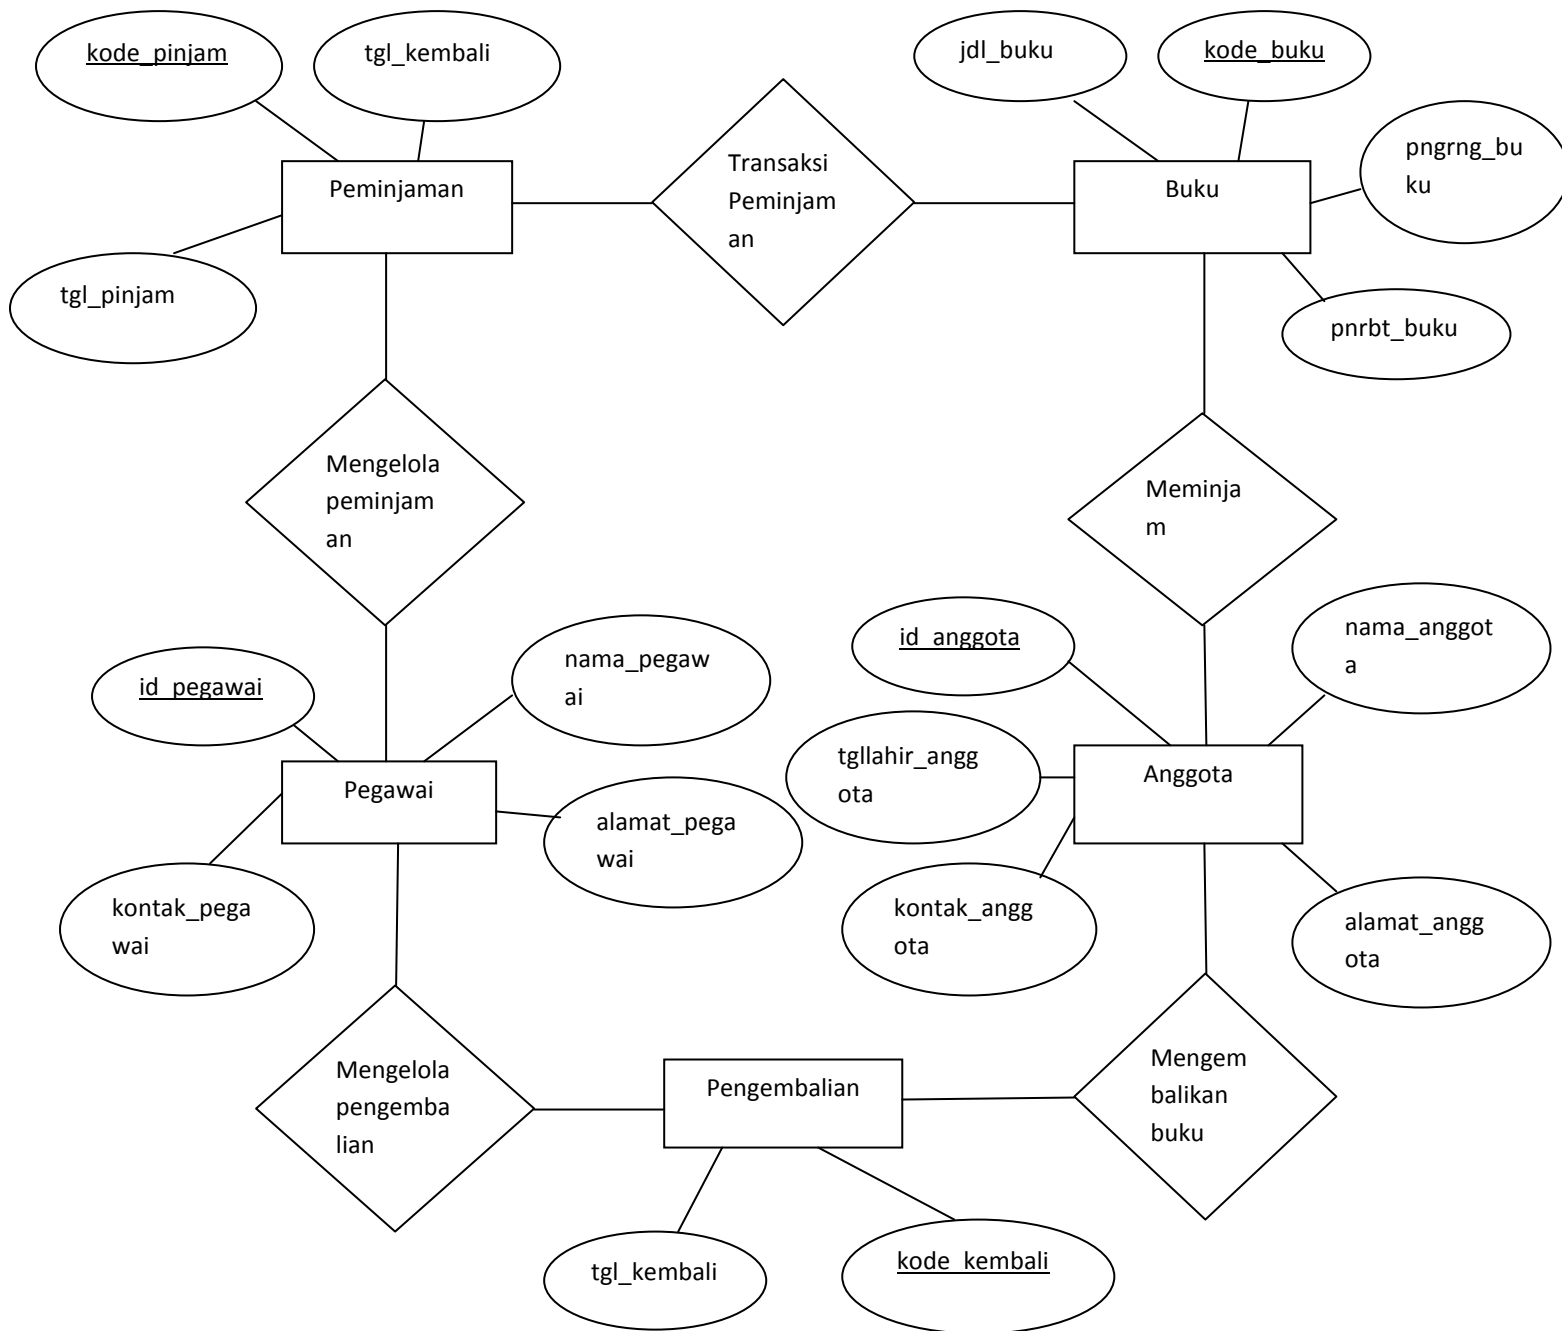 kode_pinjam
tgl_kembali
jdl_buku
kode_buku
pngrng_bu
ku
Transaksi
Peminjam
an
Peminjaman
Buku
tgl_pinjam
pnrbt_buku
Mengelola
peminjam
an
Meminja
m
id_pegawai
nama_pegaw
ai
id_anggota
nama_anggot
a
Pegawai
alamat_pega
wai
tgllahir_angg
ota
Anggota
kontak_pega
wai
kontak_angg
ota
alamat_angg
ota
Mengelola
pengemba
lian
Pengembalian
Mengem
balikan
buku
tgl_kembali
kode_kembali